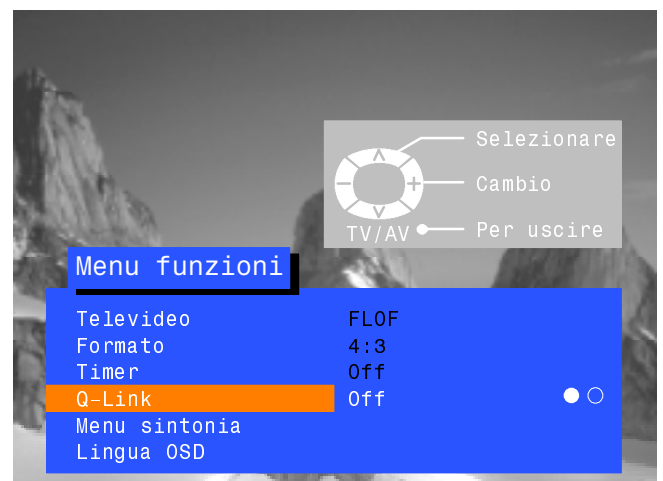 Selezionare
Cambio
TV/AV Per uscire
Menu funzioni
Televideo FLOF
Formato 4:3
Timer Off
Q-Link Off
Menu sintonia
Lingua OSD